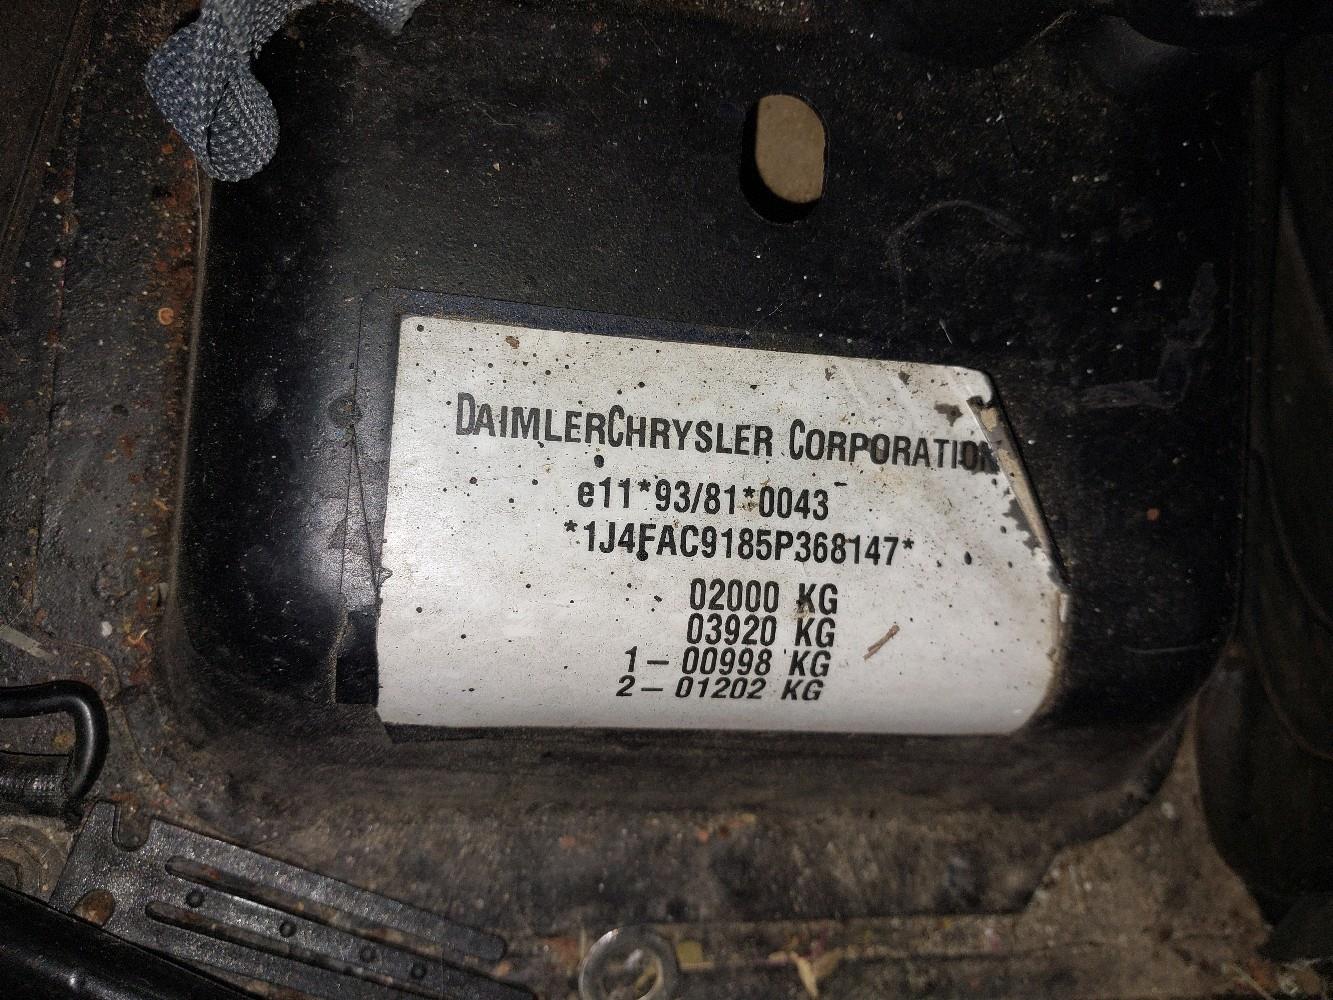 DAIMLERCHRYSLER CORPORATION
e11*93/81*0043
*1J4FAC9185P368147*
02000 KG
03920 KG
1 – 00998 KG
2 – 01202 KG